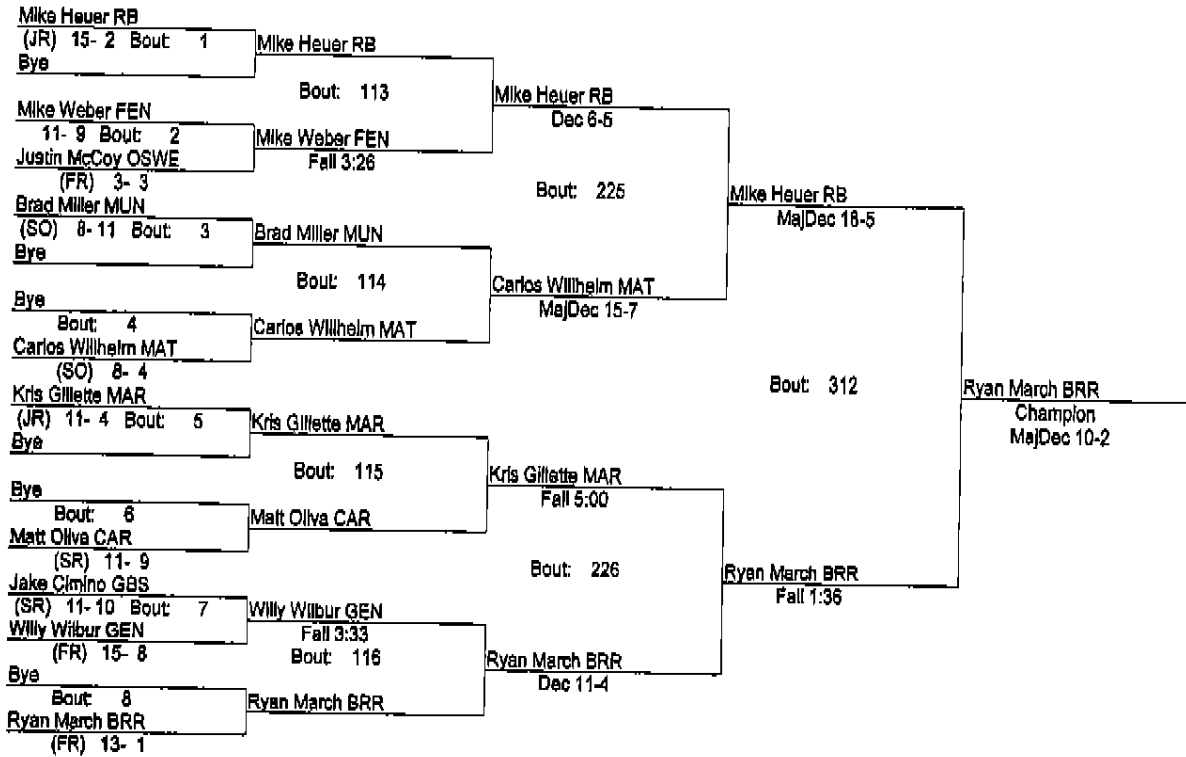 Mike Heuer RB
(JR) 15- 2 Bout: 1
Bye
Mike Heuer RB
Bout: 113
Mike Weber FEN
11- 9 Bout: 2
Justin McCoy OSWE
(FR) 3- 3
Mike Weber FEN
Fall 3:26
Mike Heuer RB
Dec 6-5
Brad Miller MUN
(SO) 8- 11 Bout: 3
Bye
Brad Miller MUN
Bout: 114
Bye
Bout: 4
Carlos Willhelm MAT
(SO) 8- 4
Carlos Willhelm MAT
Carlos Willhelm MAT
MajDec 15-7
Bout: 225
Mike Heuer RB
MajDec 16-5
Kris Gillette MAR
(JR) 11- 4 Bout: 5
Bye
Kris Gillette MAR
Bout: 115
Bye
Bout: 6
Matt Oliva CAR
(SR) 11- 9
Matt Oliva CAR
Kris Gillette MAR
Fall 5:00
Jake Cimino GBS
(SR) 11- 10 Bout: 7
Willy Wilbur GEN
(FR) 15- 8
Willy Wilbur GEN
Fall 3:33
Bout: 116
Bye
Bout: 8
Ryan March BRR
(FR) 13- 1
Ryan March BRR
Ryan March BRR
Dec 11-4
Bout: 226
Ryan March BRR
Fall 1:36
Bout: 312
Ryan March BRR
Champion
MajDec 10-2